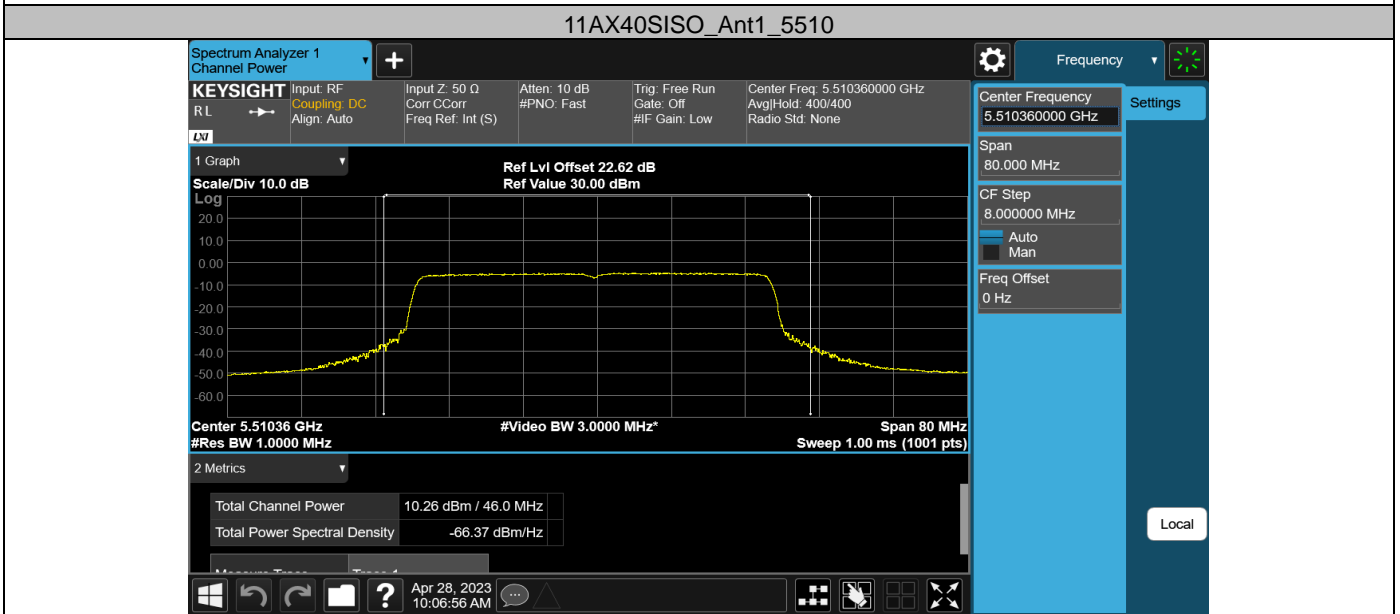 11AX40SISO_Ant1_5510
Spectrum Analyzer 1
Channel Power
+
Frequency
KEYSIGHT
RL
LXI
Input: RF
Coupling: DC
Align: Auto
Input Z: 50 Ω
Corr CCorr
Freq Ref: Int (S)
Atten: 10 dB
#PNO: Fast
Trig: Free Run
Gate: Off
#IF Gain: Low
Center Freq: 5.510360000 GHz
Avg|Hold: 400/400
Radio Std: None
Center Frequency
5.510360000 GHz
Settings
Span
80.000 MHz
CF Step
8.000000 MHz
Auto
Man
Freq Offset
0 Hz
Local
1 Graph
Scale/Div 10.0 dB
Ref Lvl Offset 22.62 dB
Ref Value 30.00 dBm
Log
20.0
10.0
0.00
-10.0
-20.0
-30.0
-40.0
-50.0
-60.0
Center 5.51036 GHz
#Res BW 1.0000 MHz
#Video BW 3.0000 MHz*
Span 80 MHz
Sweep 1.00 ms (1001 pts)
2 Metrics
Total Channel Power 10.26 dBm / 46.0 MHz
Total Power Spectral Density -66.37 dBm/Hz
Measure Trace Trace 1
?
Apr 28, 2023
10:06:56 AM